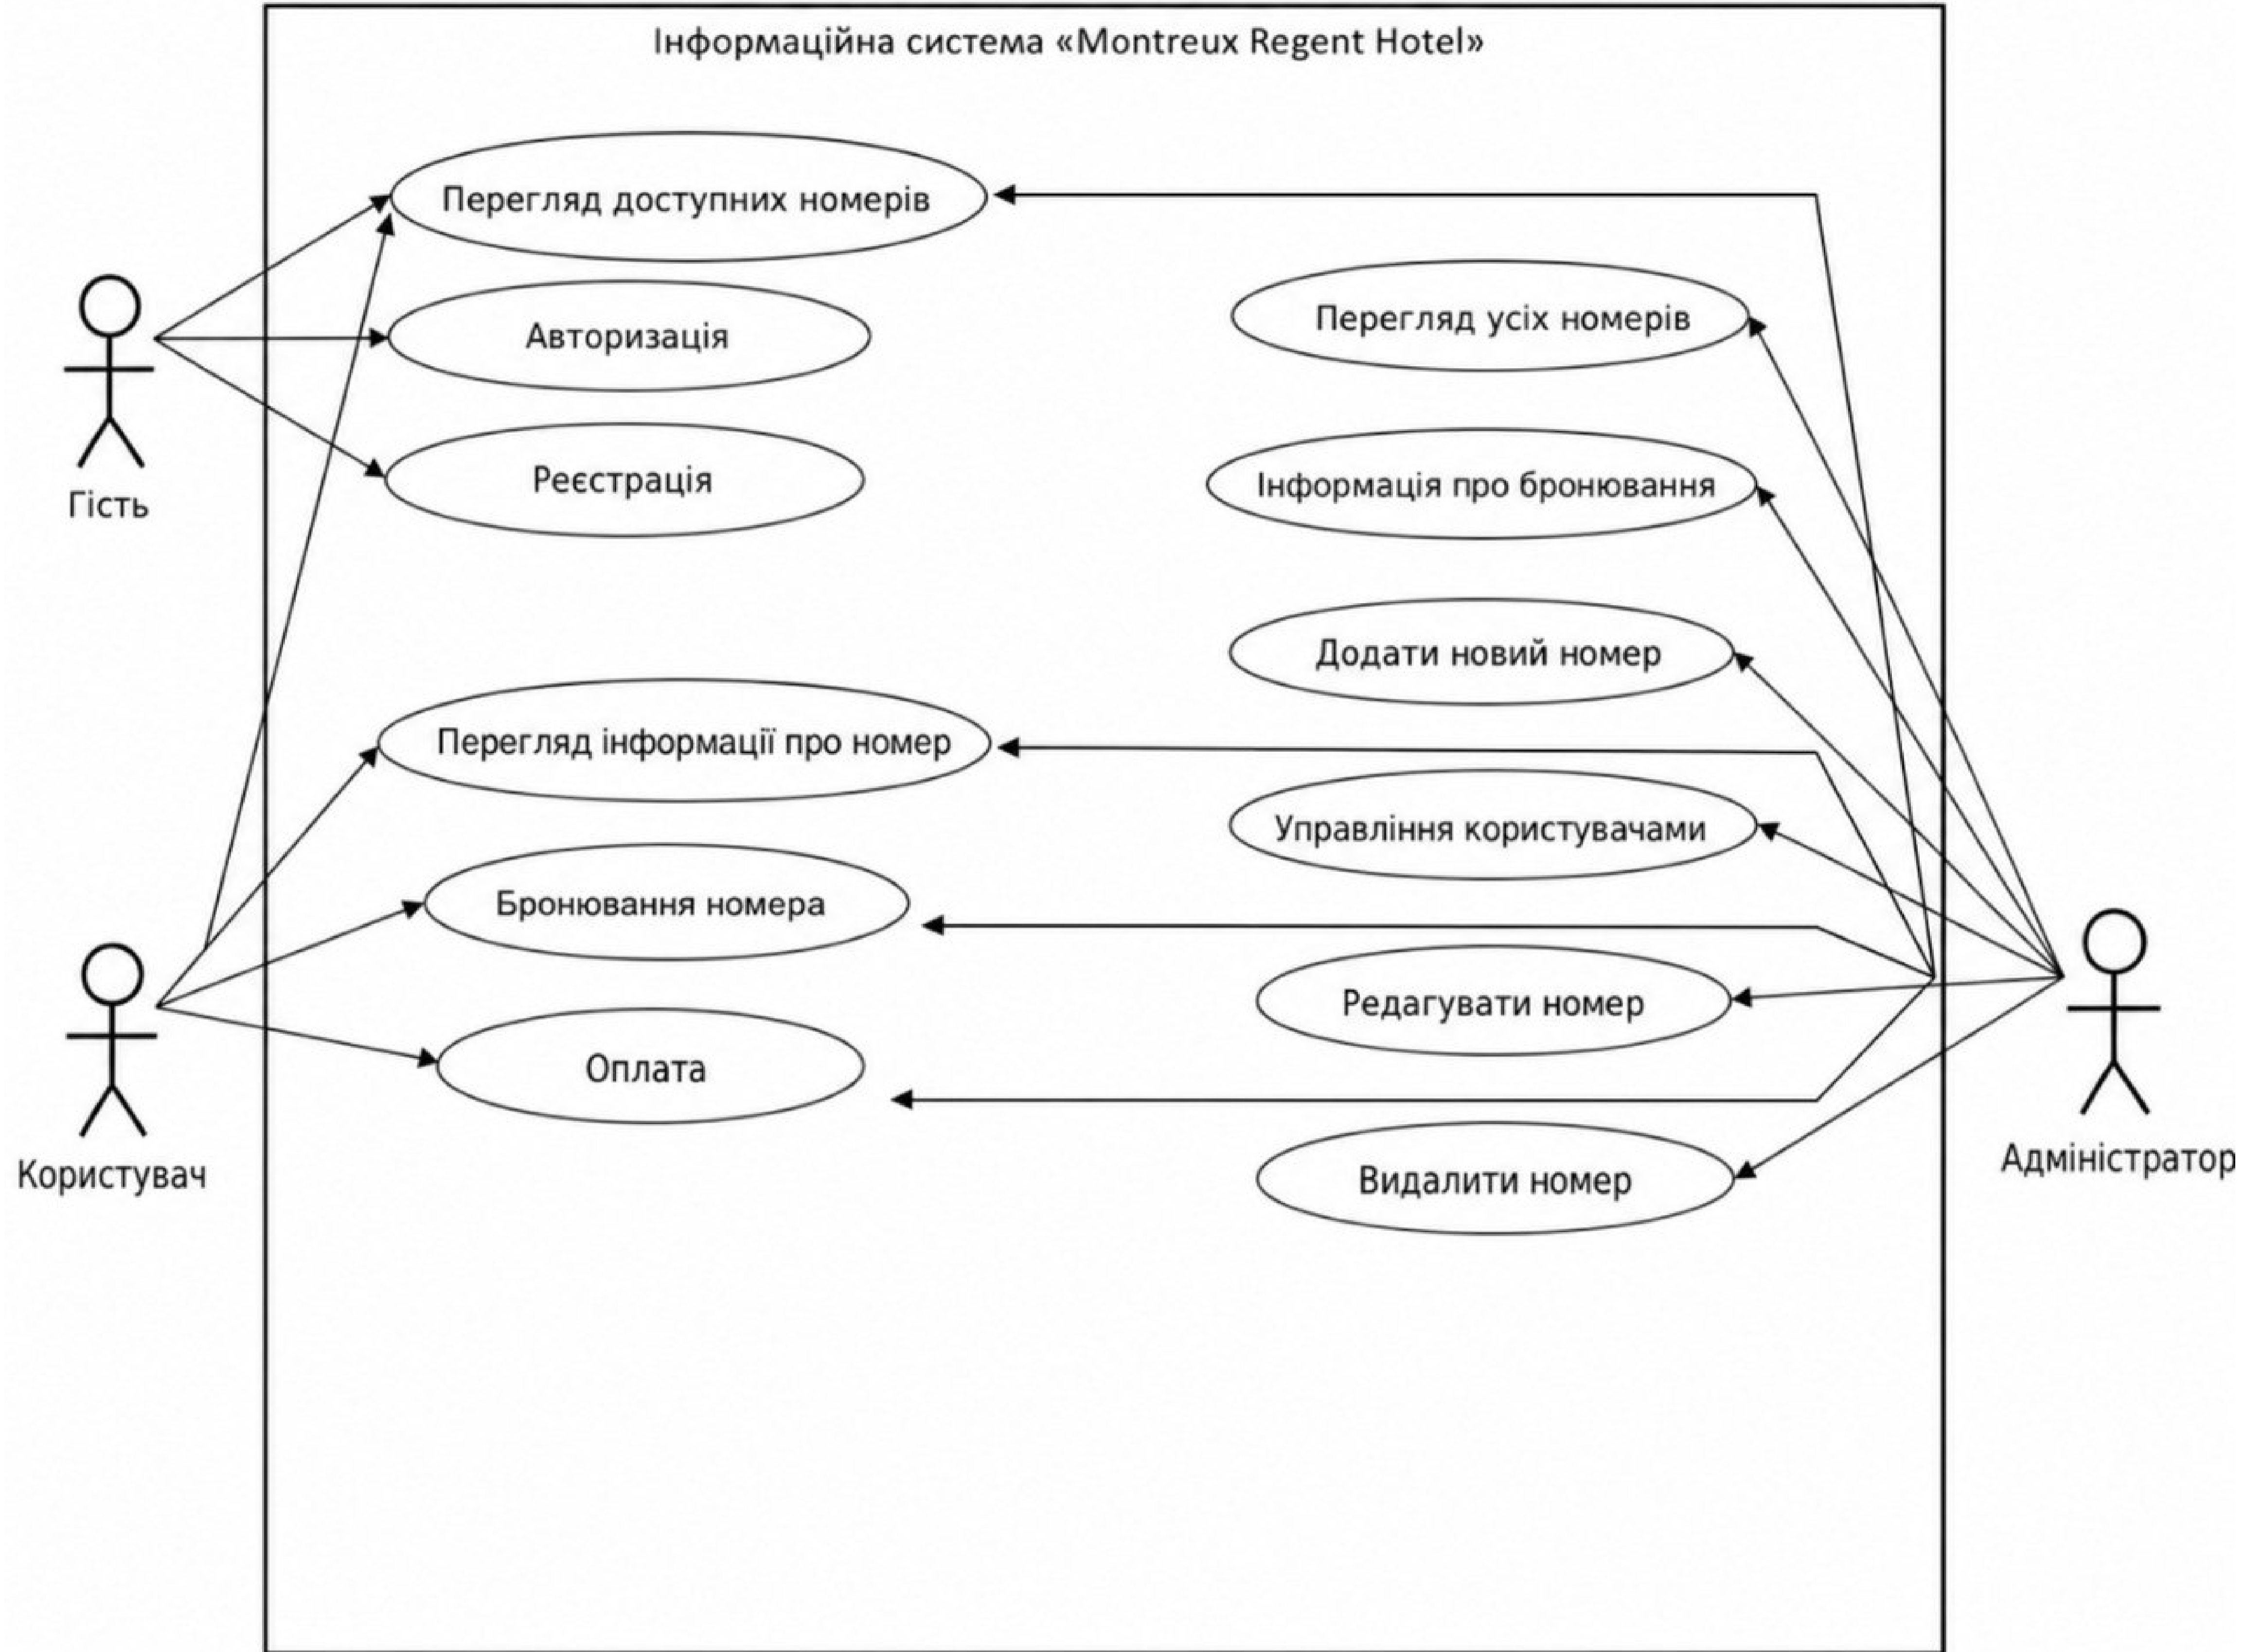 Інформаційна система «Montreux Regent Hotel»
Перегляд доступних номерів
Авторизація
Реєстрація
Гість
Перегляд інформації про номер
Бронювання номера
Оплата
Користувач
Перегляд усіх номерів
Інформація про бронювання
Додати новий номер
Управління користувачами
Редагувати номер
Видалити номер
Адміністратор